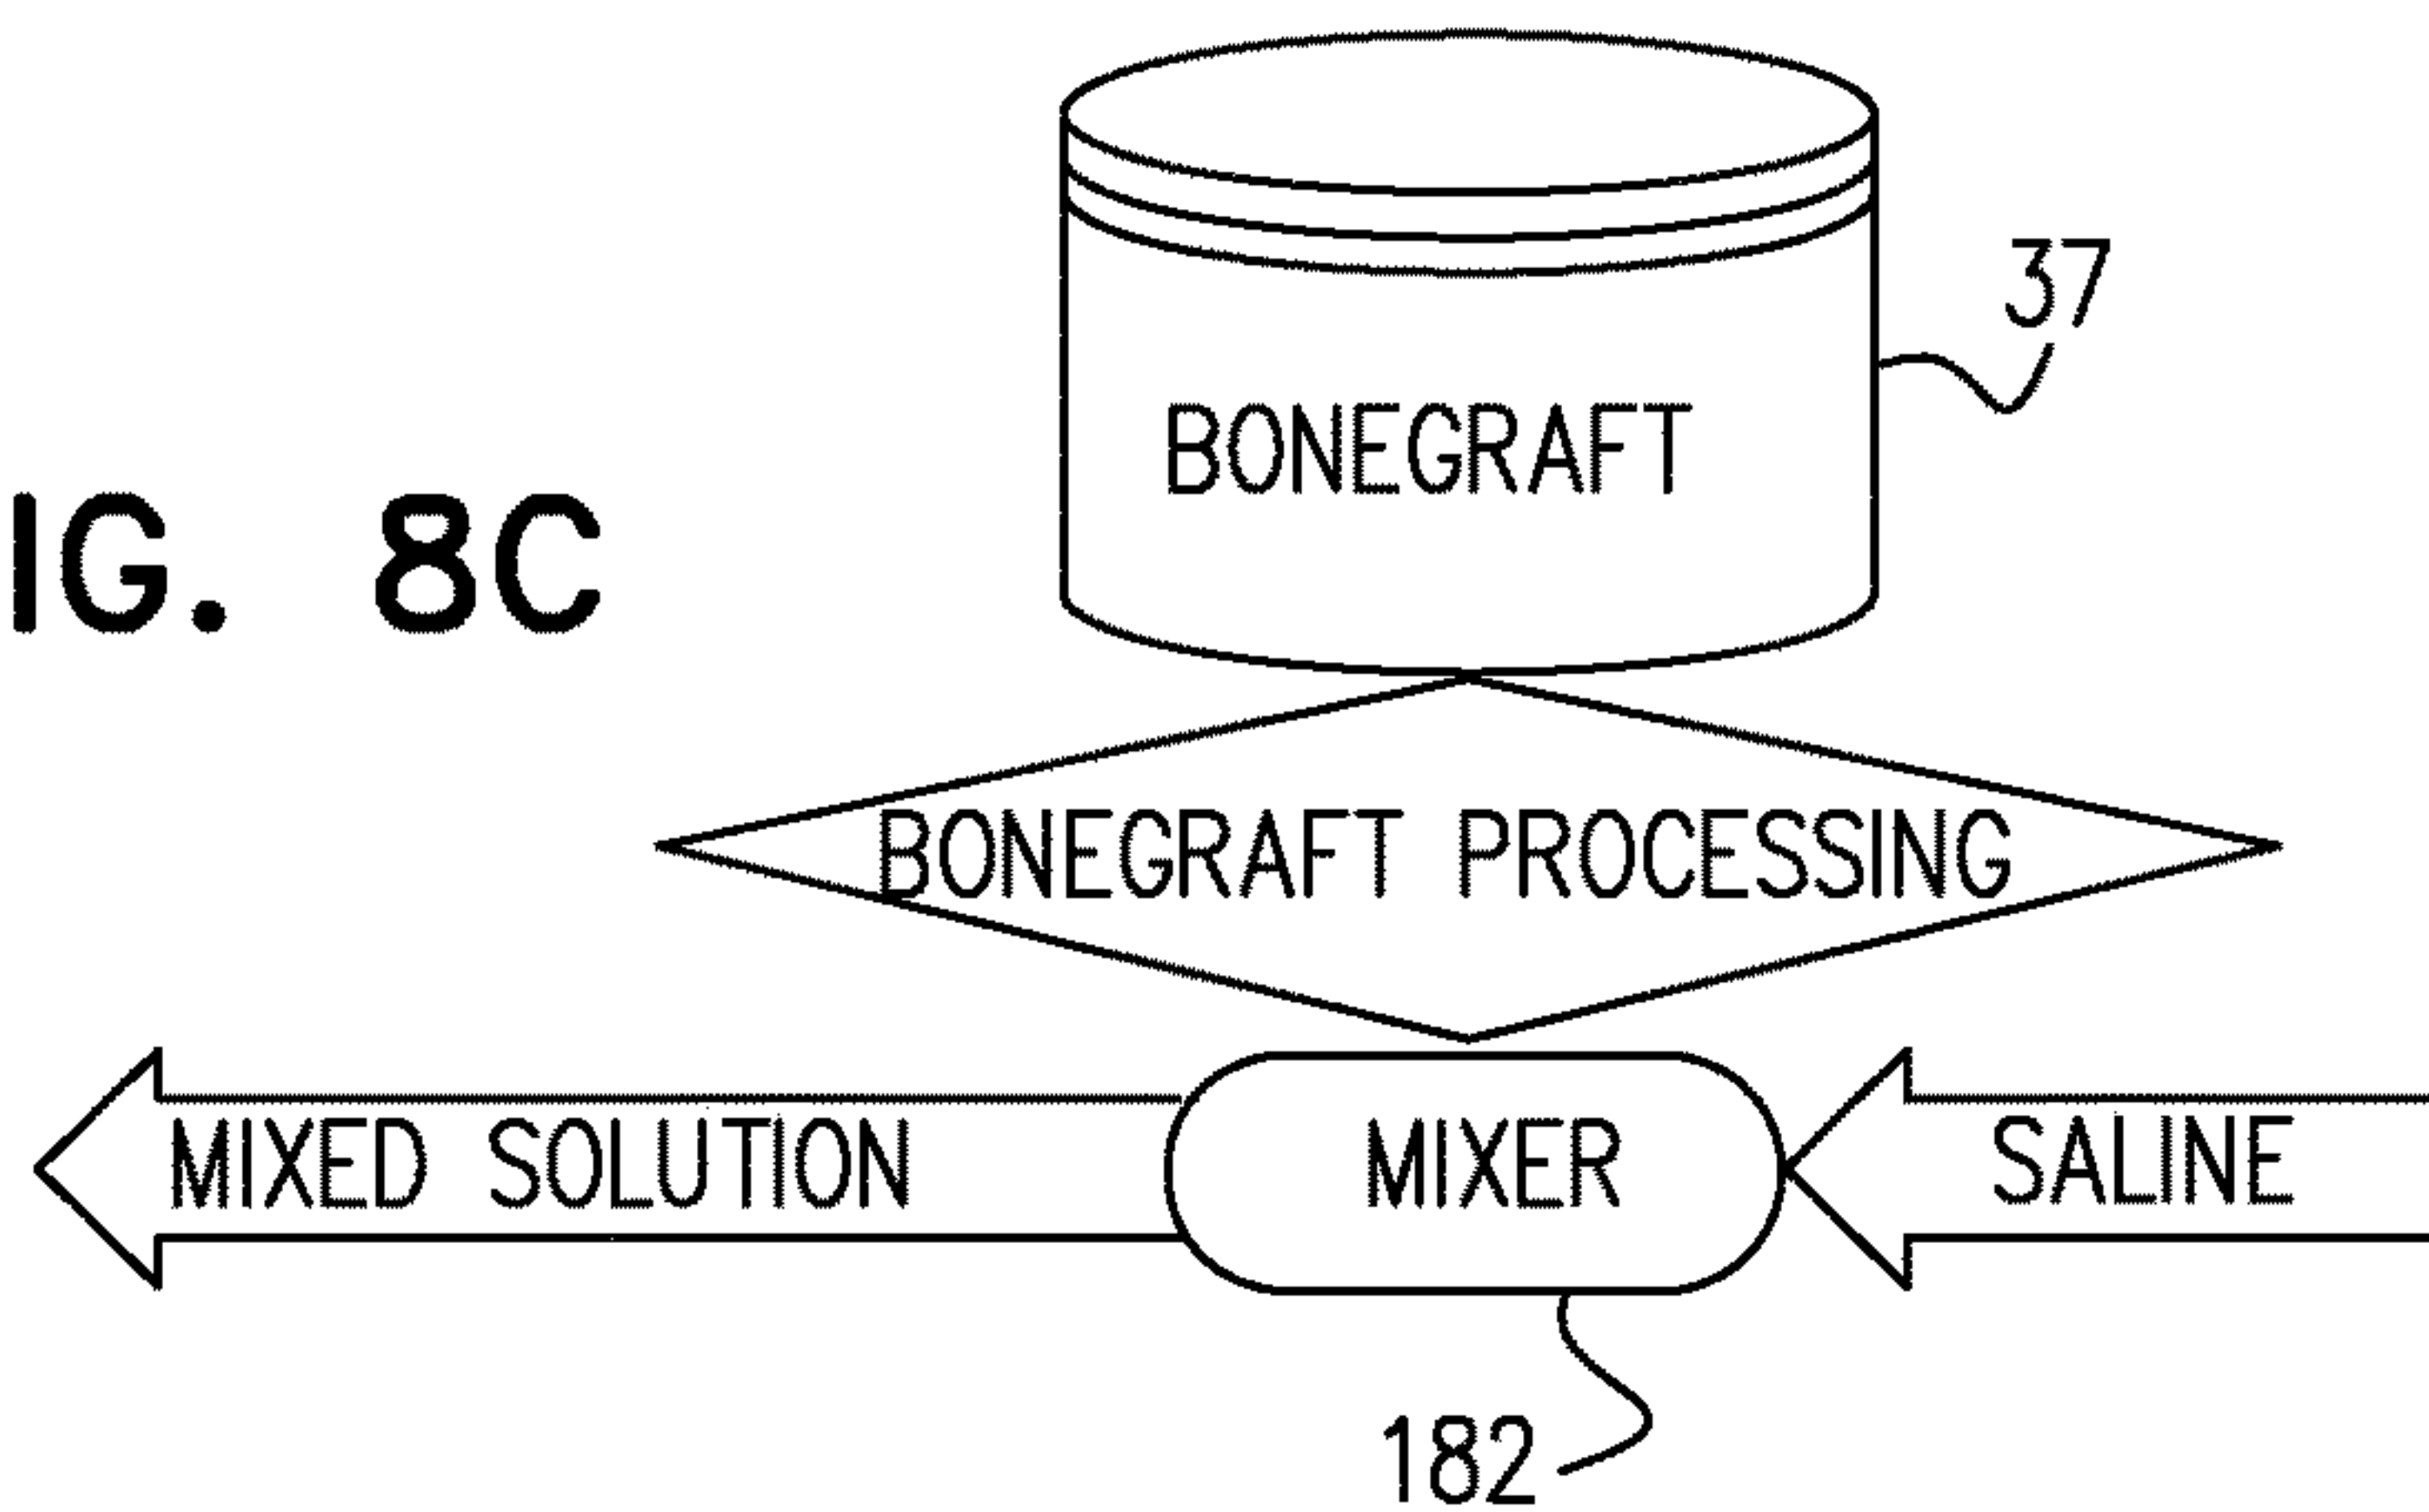 37
BONEGRAFT
IG. 8C
BONEGRAFT PROCESSING
MIXED SOLUTION
MIXER
SALINE
182